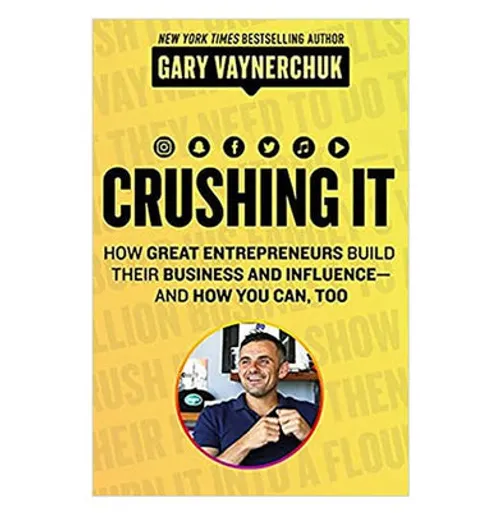 NEW YORK TIMES BESTSELLING AUTHOR
GARY VAYNERCHUK
CRUSHING IT
HOW GREAT ENTREPRENEURS BUILD
THEIR BUSINESS AND INFLUENCE—
AND HOW YOU CAN, TOO